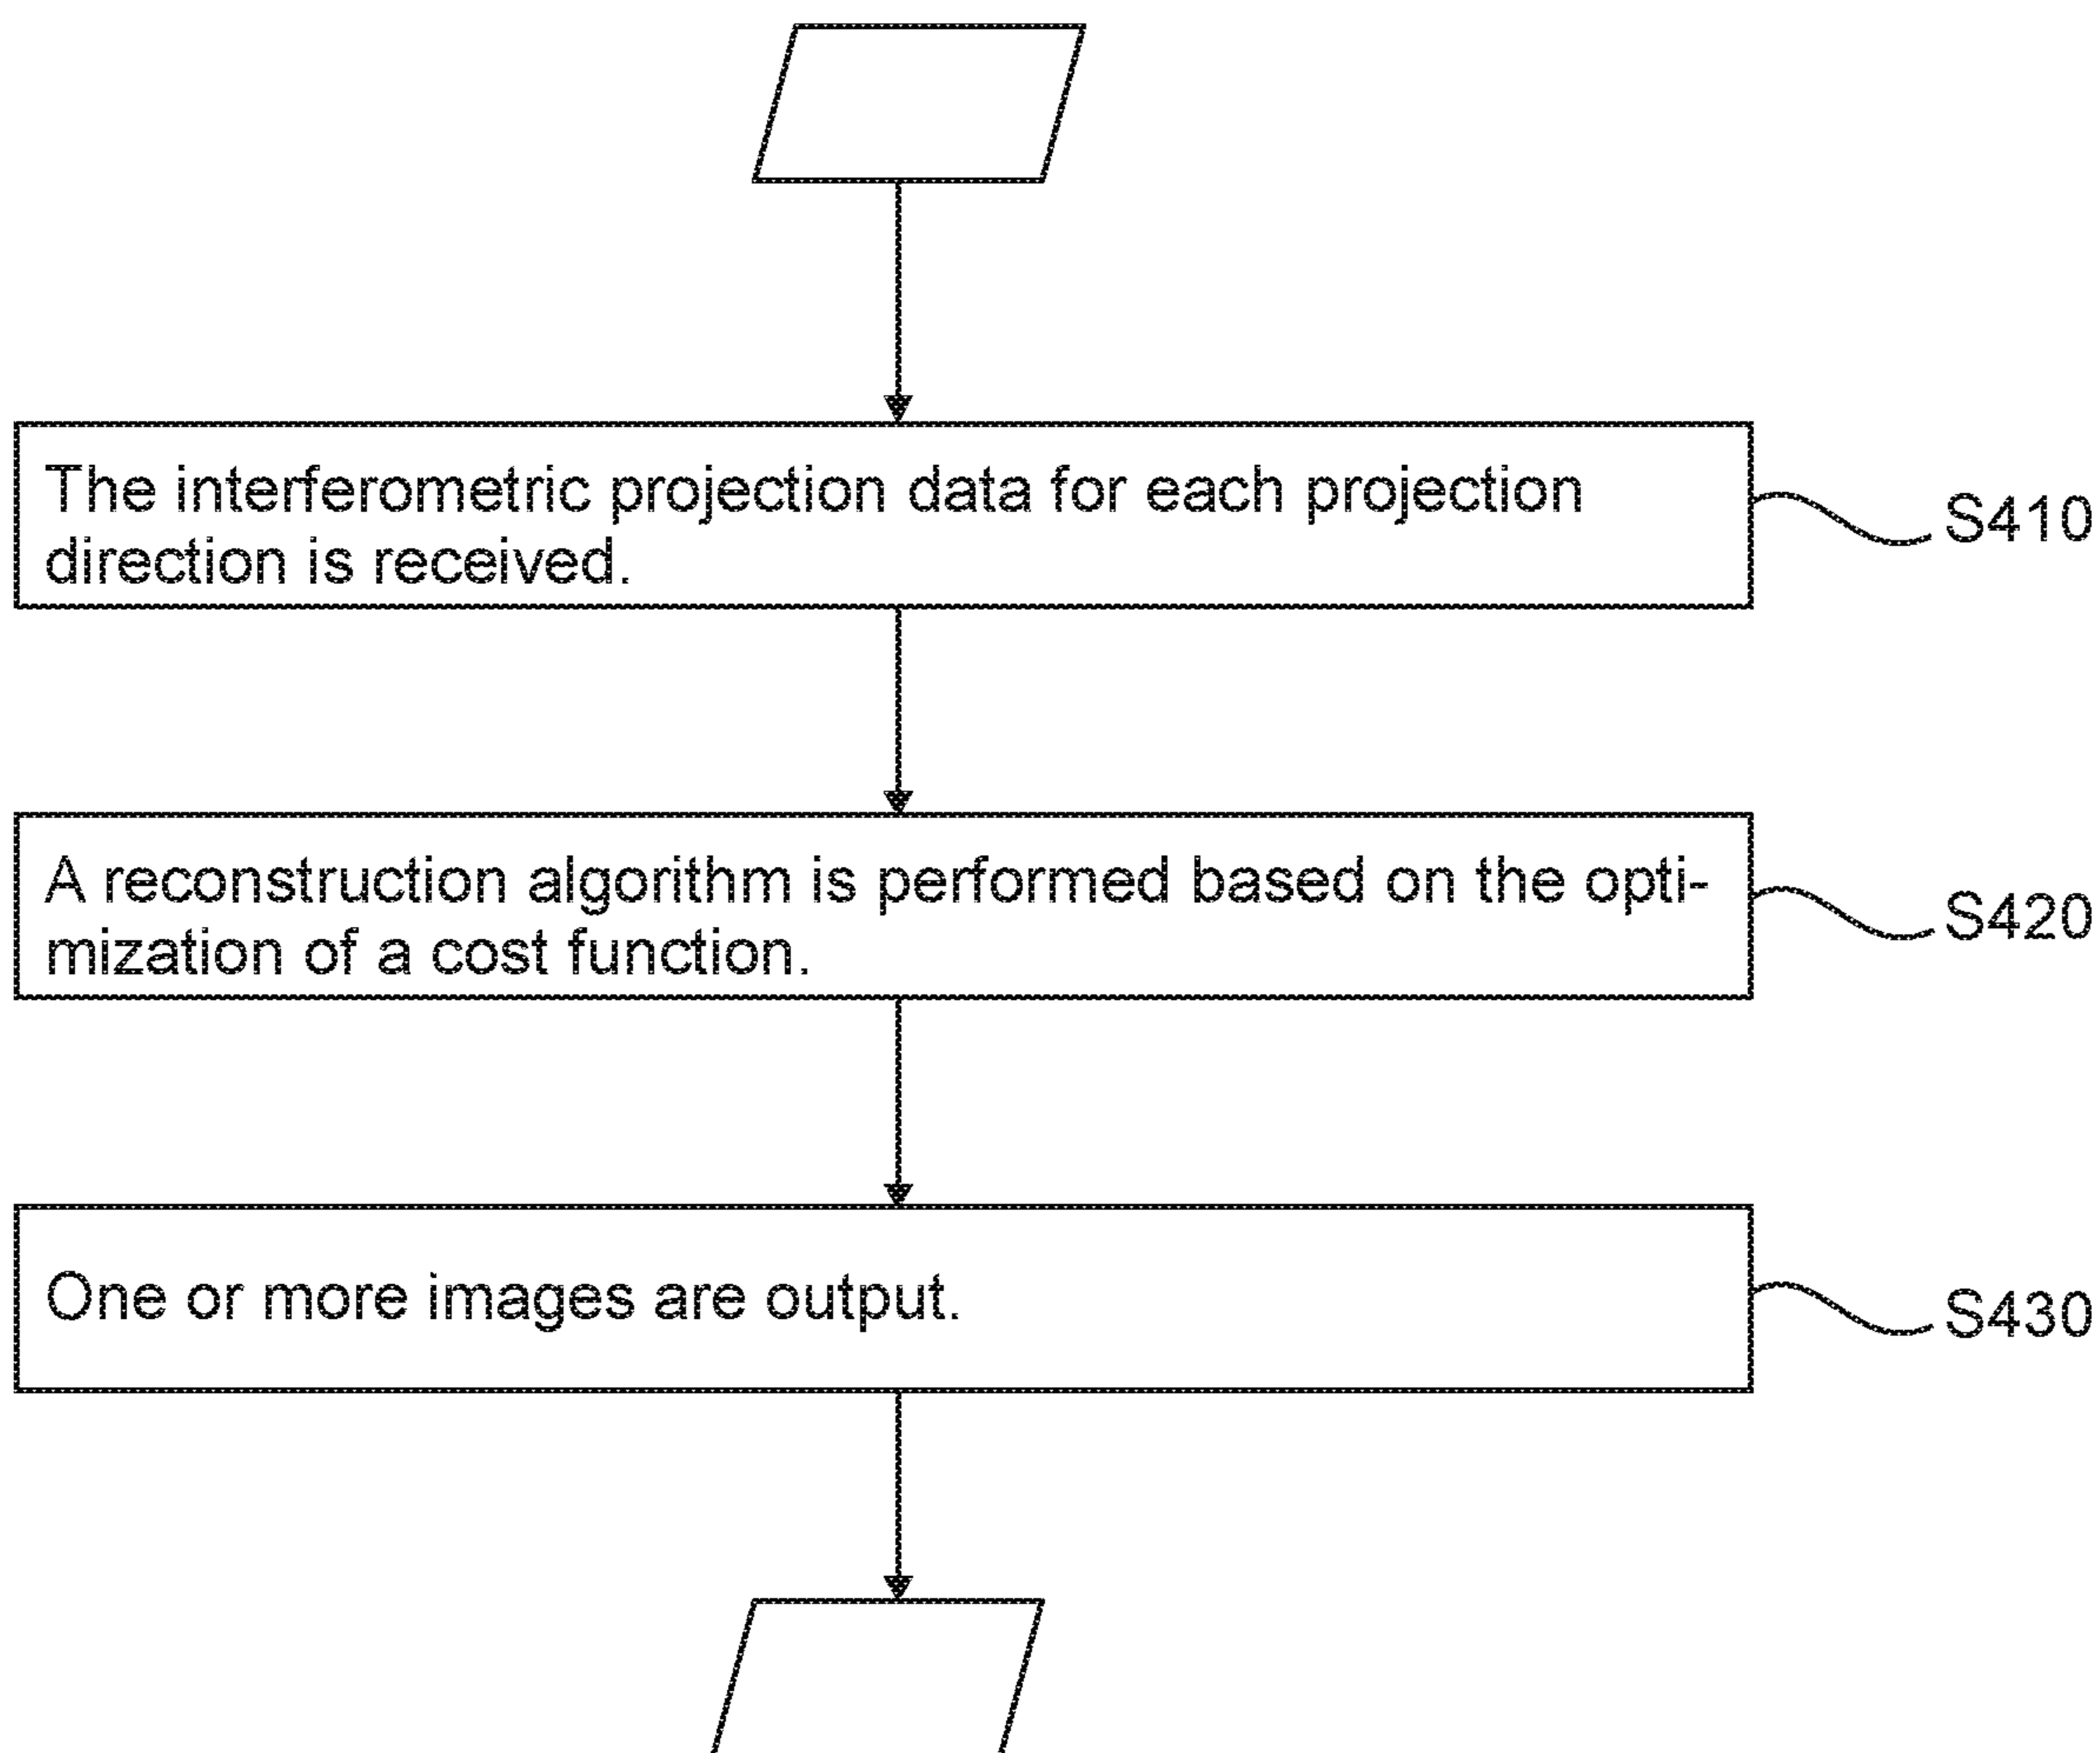 The interferometric projection data for each projection
direction is received.
S410
A reconstruction algorithm is performed based on the opti-
mization of a cost function.
S420
One or more images are output.
S430